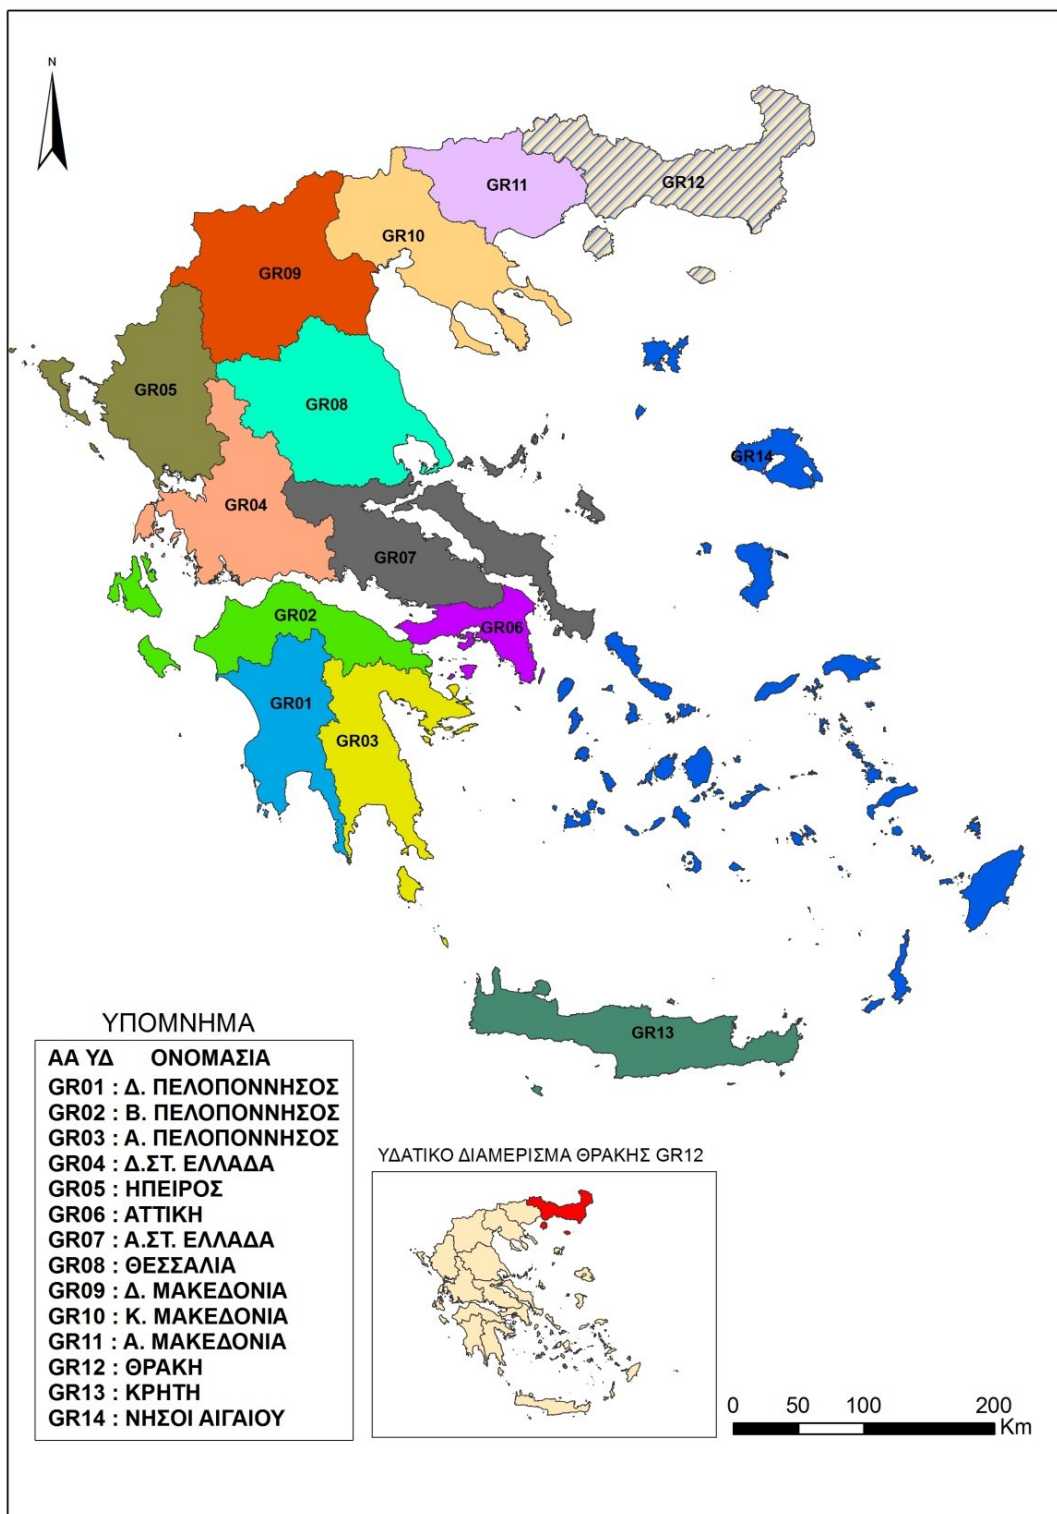 N
GR12
GR11
GR10
GR09
GR05
GR08
GR14
GR04
GR07
GR02
GR06
GR01
GR03
GR13
ΥΠΟΜΝΗΜΑ
ΑΑ ΥΔ ΟΝΟΜΑΣΙΑ
GR01 : Δ. ΠΕΛΟΠΟΝΝΗΣΟΣ
GR02 : Β. ΠΕΛΟΠΟΝΝΗΣΟΣ
GR03 : Α. ΠΕΛΟΠΟΝΝΗΣΟΣ
GR04 : Δ.ΣΤ. ΕΛΛΑΔΑ
GR05 : ΗΠΕΙΡΟΣ
GR06 : ΑΤΤΙΚΗ
GR07 : Α.ΣΤ. ΕΛΛΑΔΑ
GR08 : ΘΕΣΣΑΛΙΑ
GR09 : Δ. ΜΑΚΕΔΟΝΙΑ
GR10 : Κ. ΜΑΚΕΔΟΝΙΑ
GR11 : Α. ΜΑΚΕΔΟΝΙΑ
GR12 : ΘΡΑΚΗ
GR13 : ΚΡΗΤΗ
GR14 : ΝΗΣΟΙ ΑΙΓΑΙΟΥ
ΥΔΑΤΙΚΟ ΔΙΑΜΕΡΙΣΜΑ ΘΡΑΚΗΣ GR12
0 50 100 200
Km